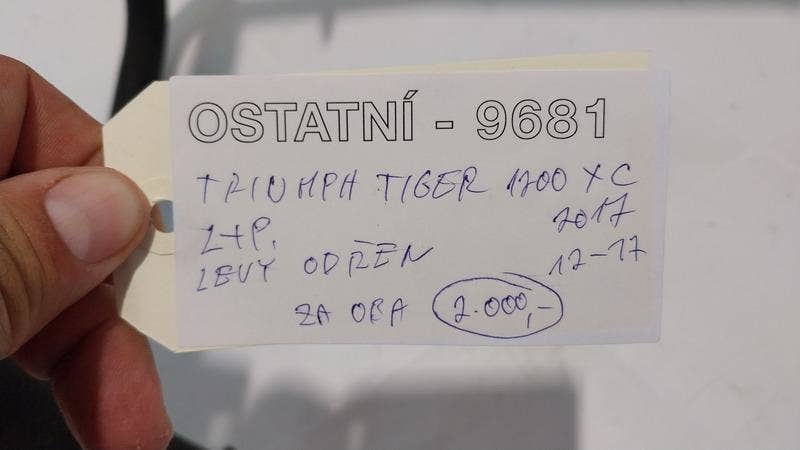 OSTATNÍ - 9681
TRIUMPH TIGER 1200 XC
2017
L+P.
LEVÝ ODŘEN 12-17
ZA OBA 2.000,-